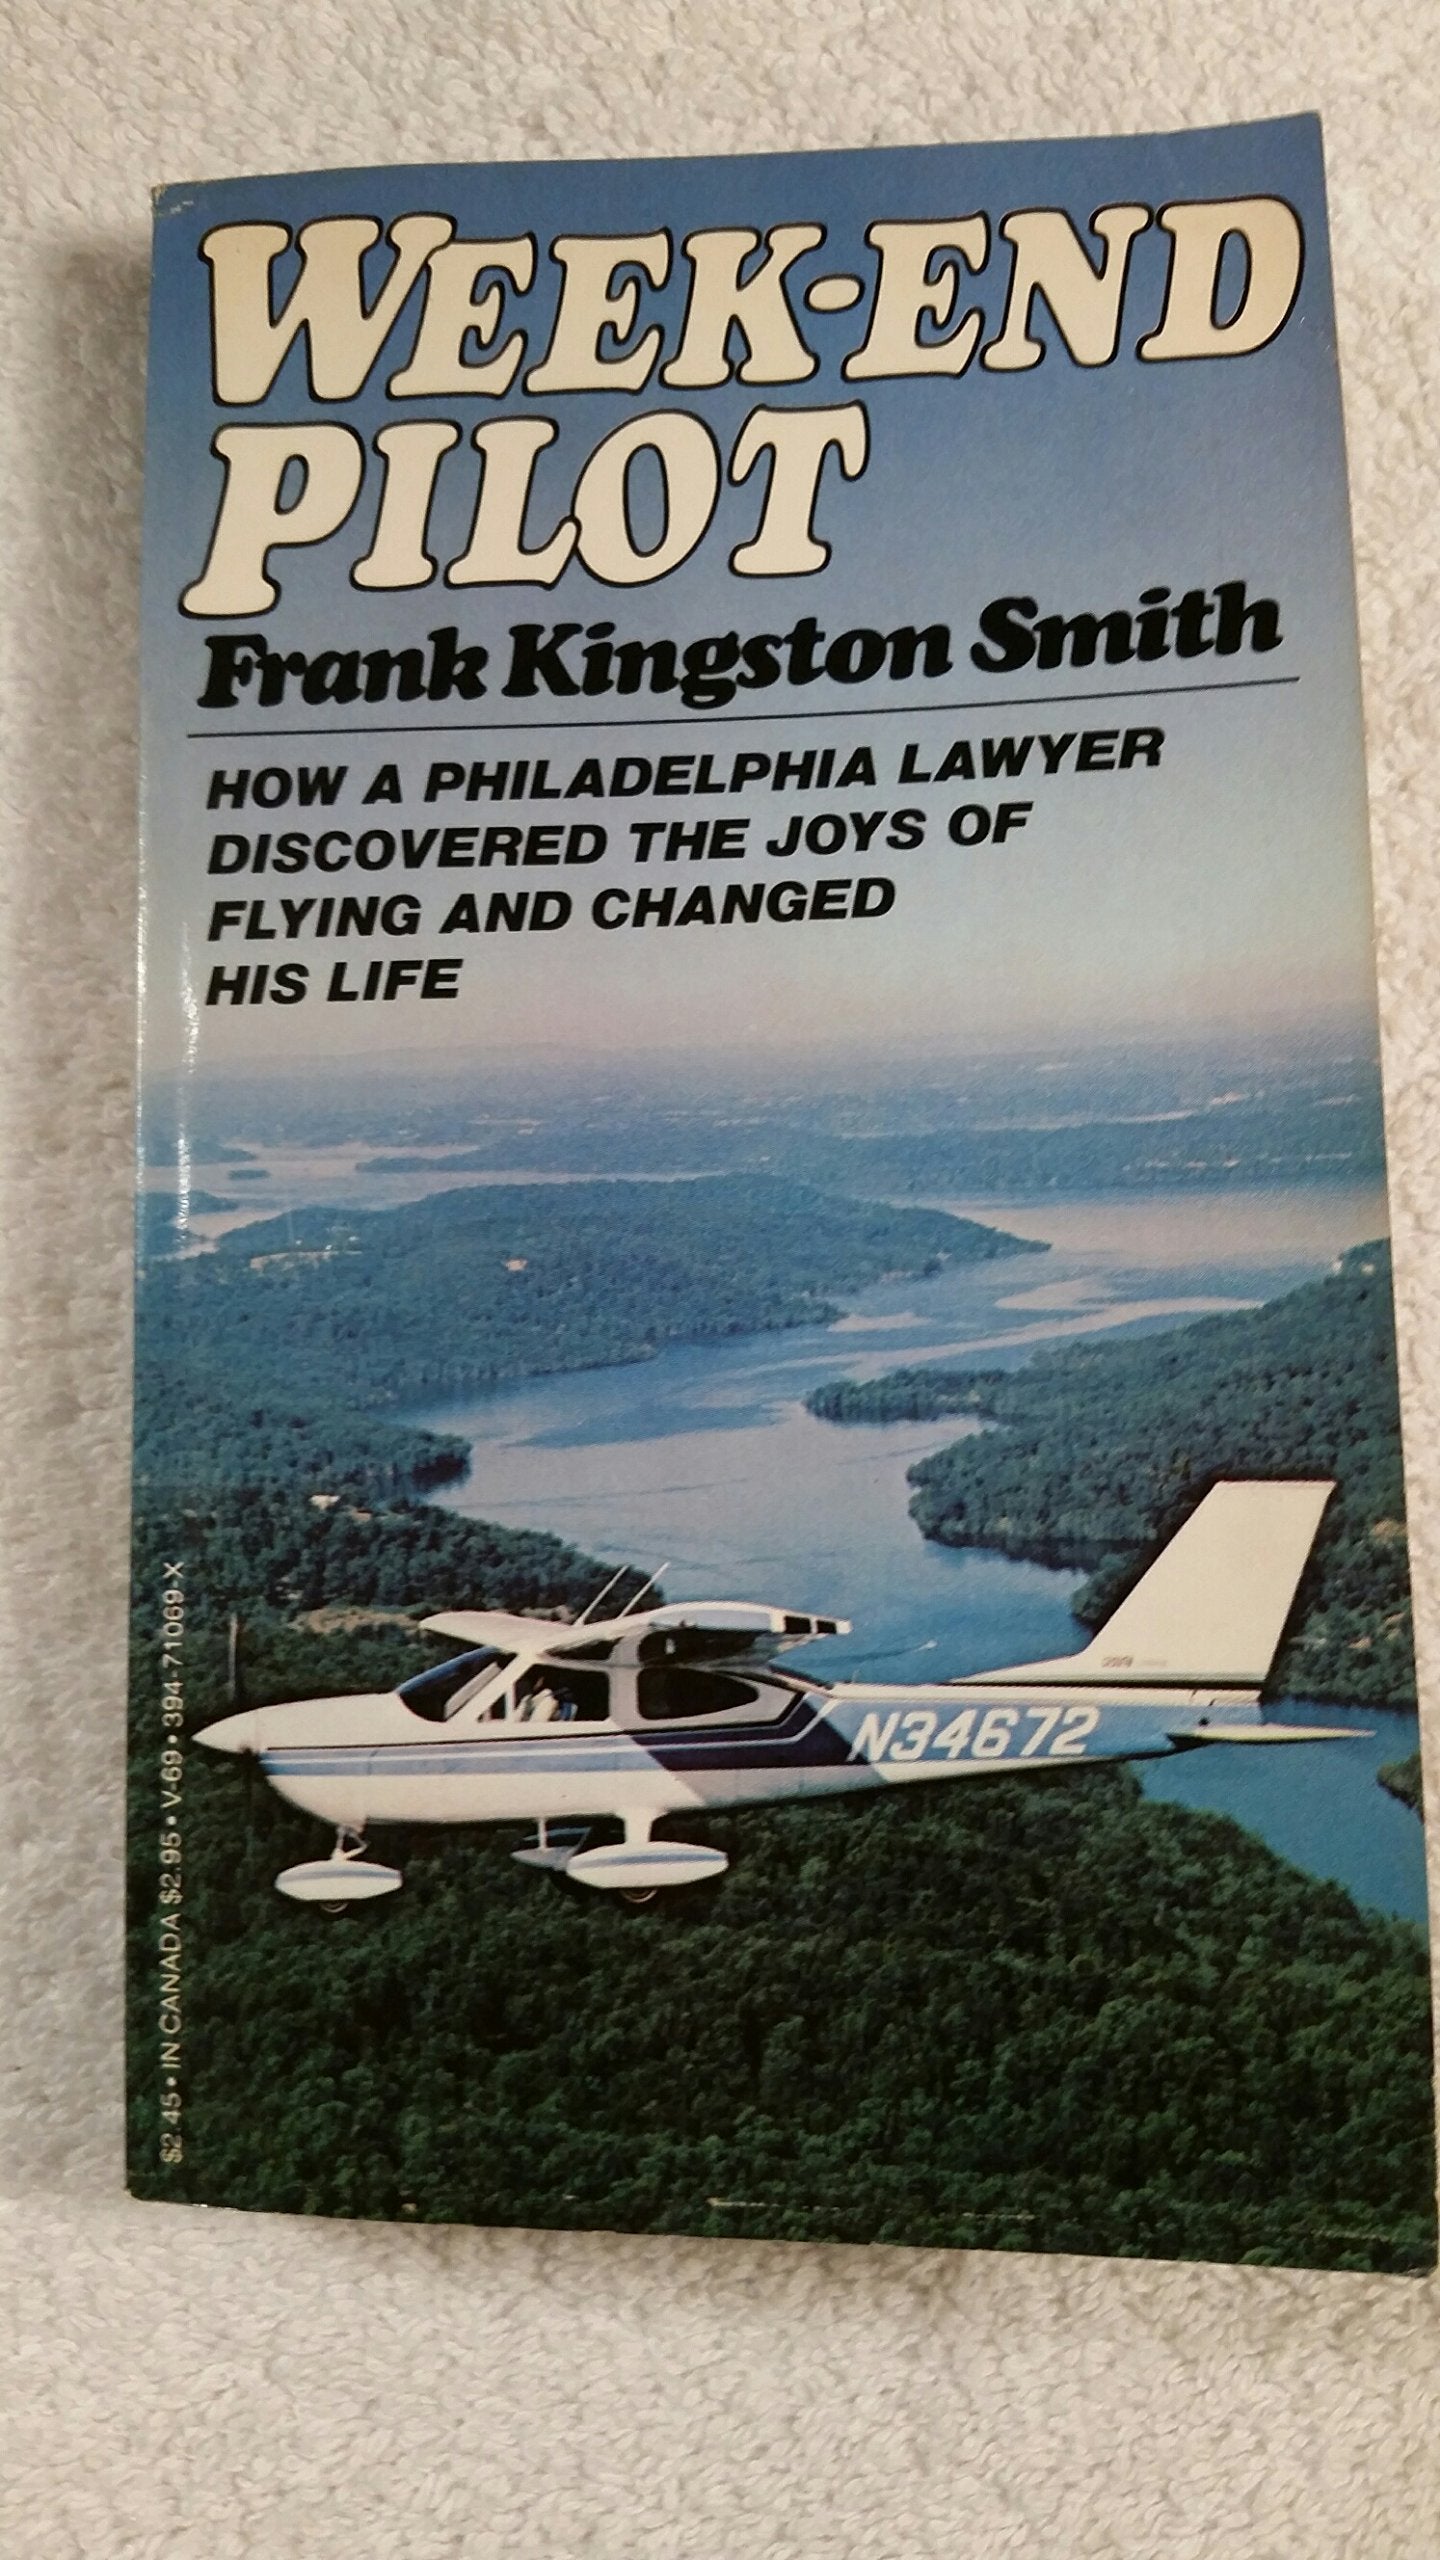 WEEK-END
PILOT
Frank Kingston Smith
HOW A PHILADELPHIA LAWYER
DISCOVERED THE JOYS OF
FLYING AND CHANGED
HIS LIFE
N34672
$2.45 • IN CANADA $2.95 • V-69 • 394-71069-X